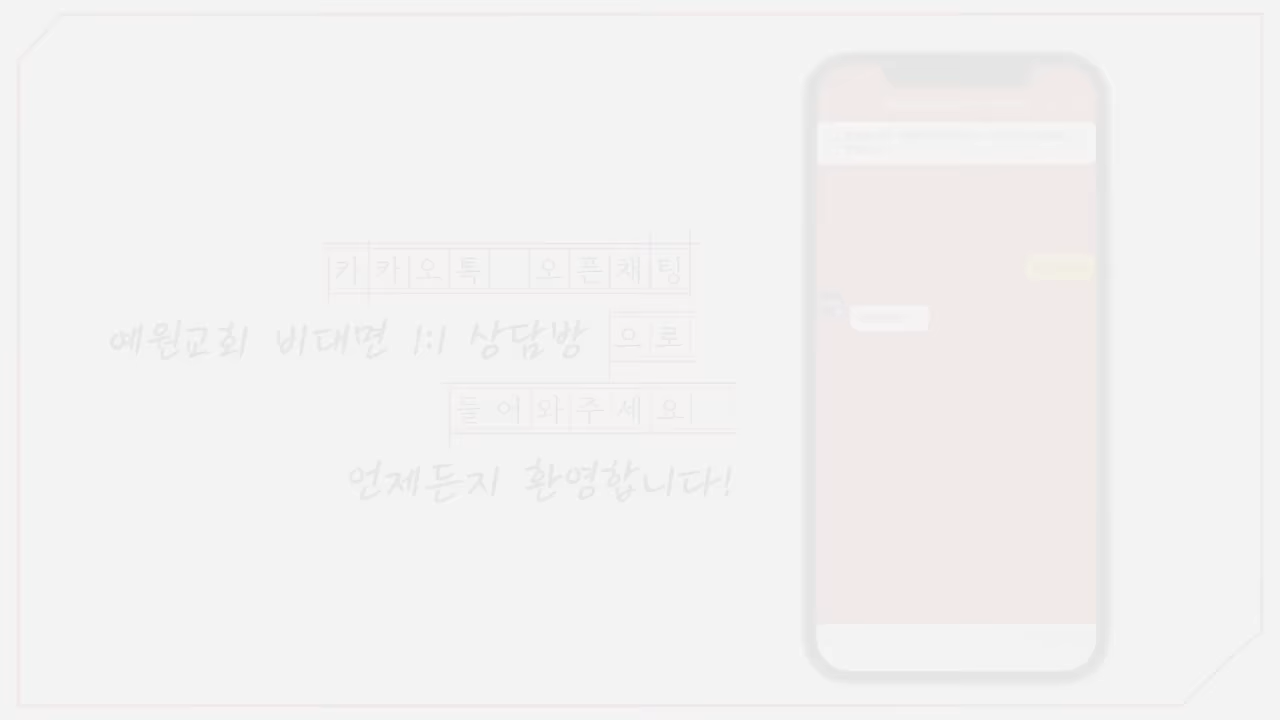 카카오톡 오픈채팅
예원교회 비대면 1:1 상담방 으로
들어와주세요
언제든지 환영합니다!